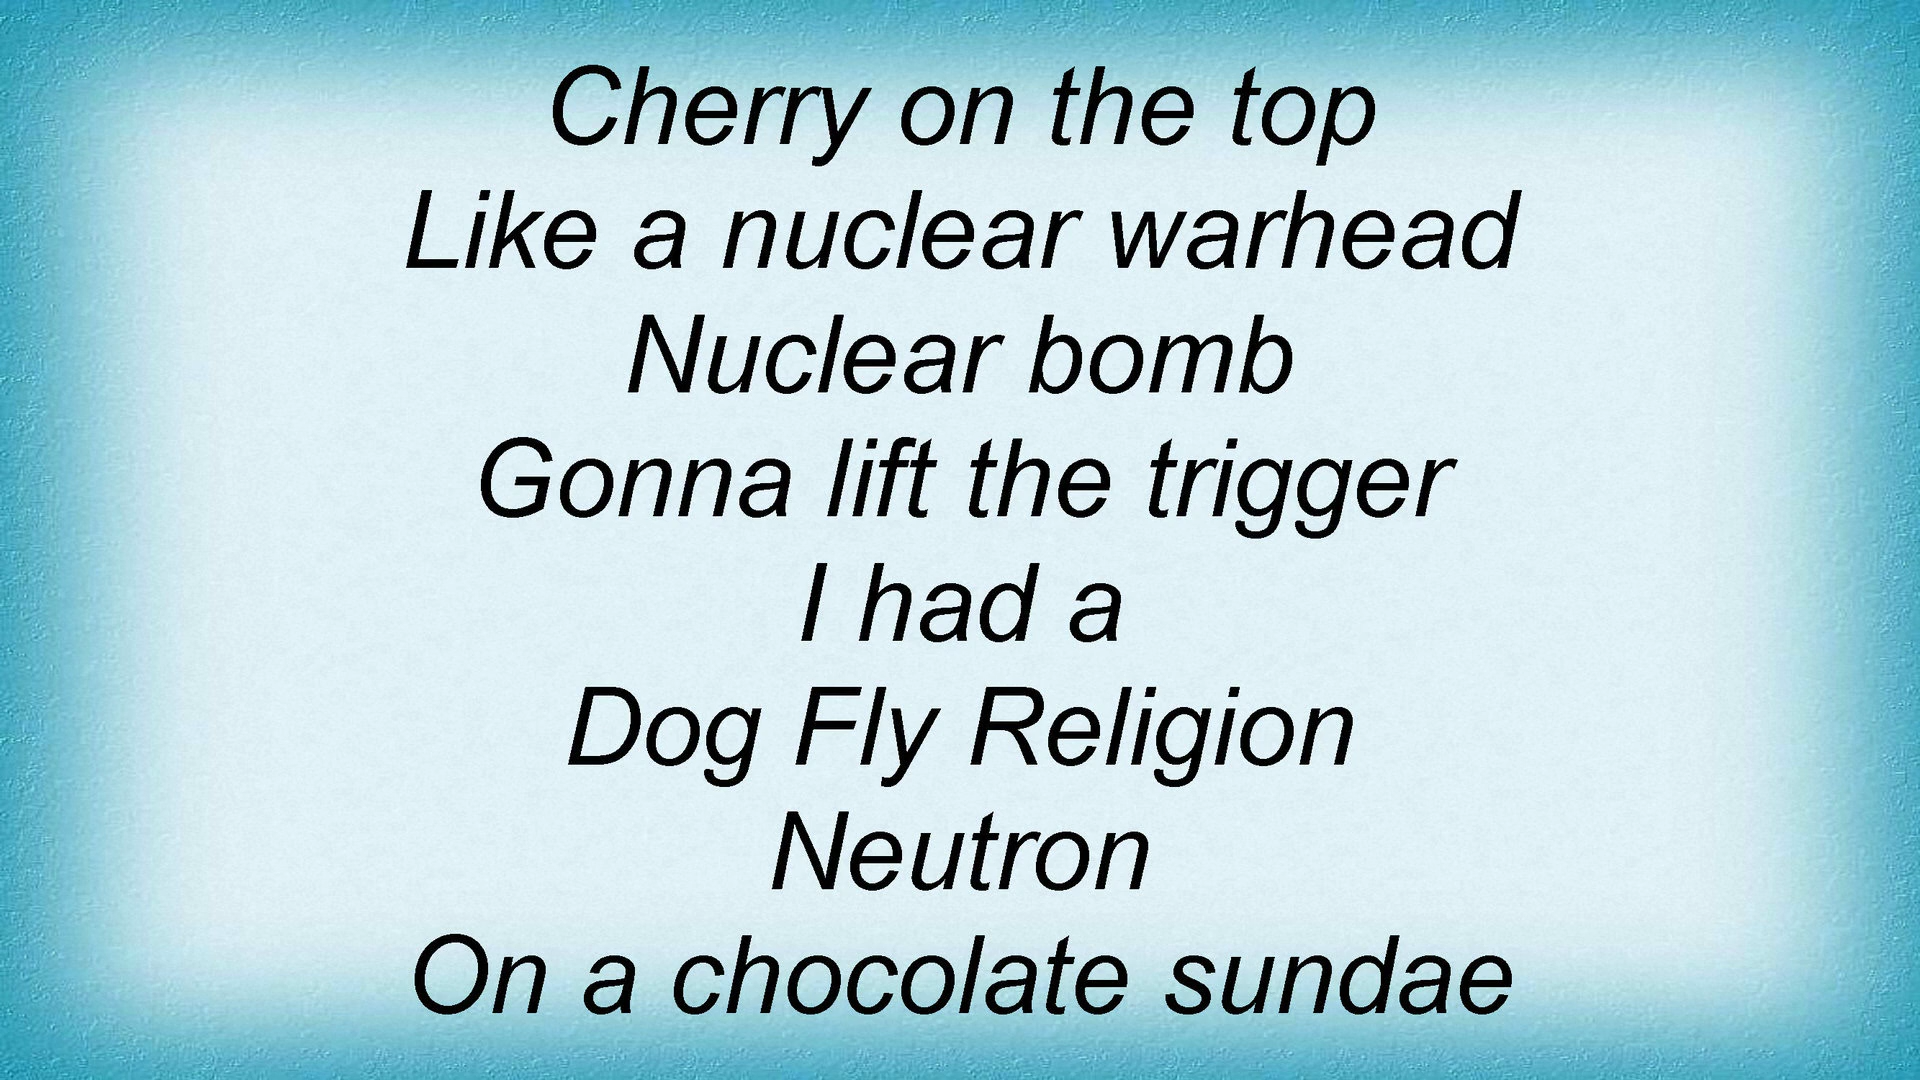 Cherry on the top
Like a nuclear warhead
Nuclear bomb
Gonna lift the trigger
I had a
Dog Fly Religion
Neutron
On a chocolate sundae